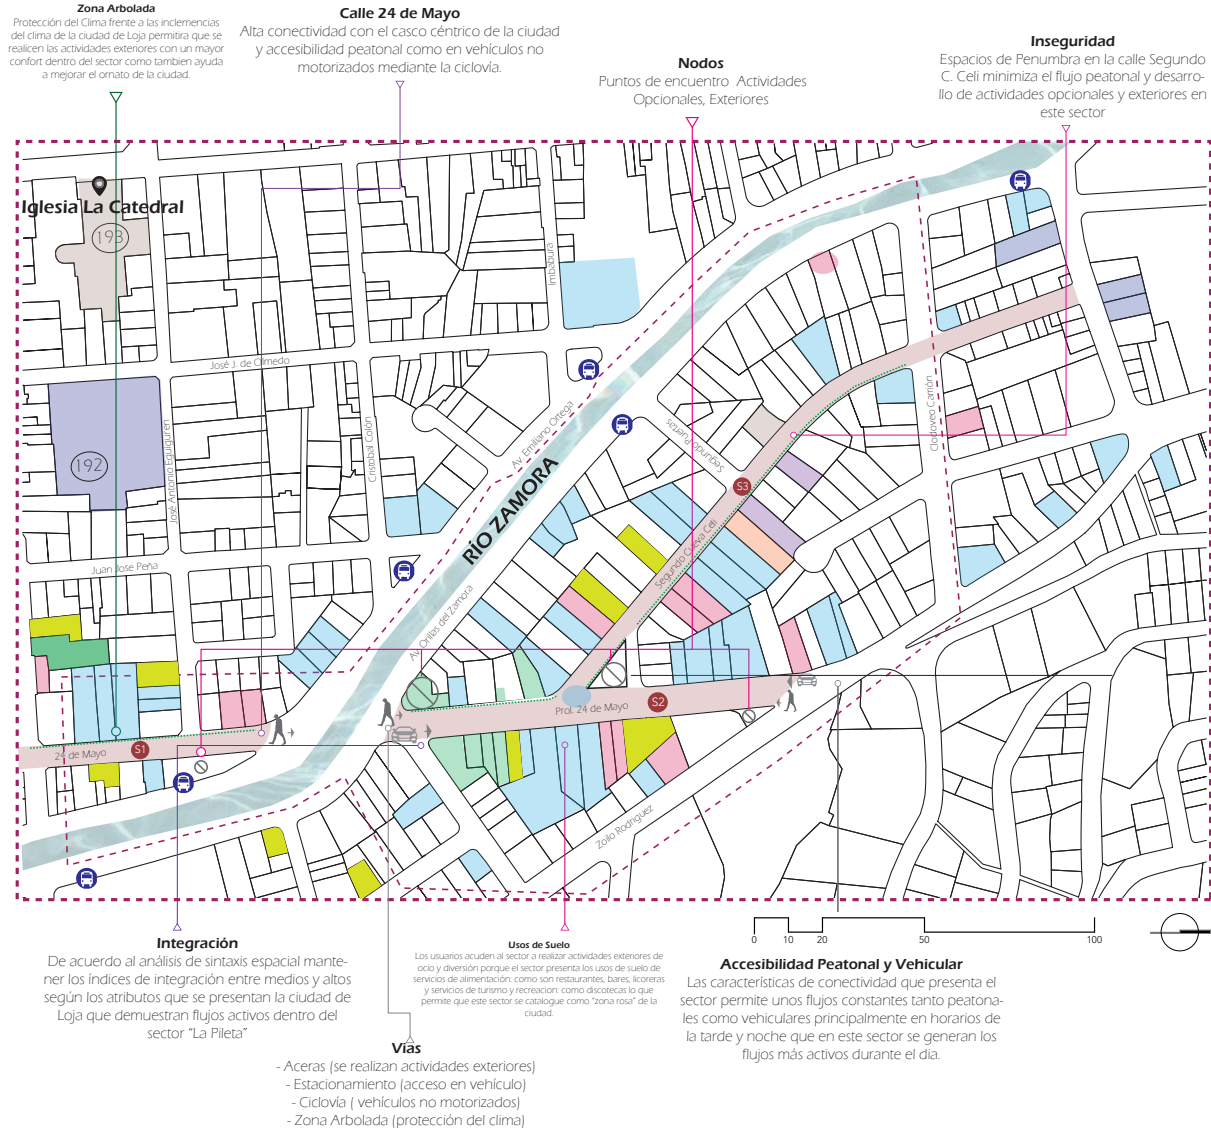 Zona Arbolada
Protección del Clima frente a las inclemencias
del clima de la ciudad de Loja permitira que se
realicen las actividades exteriores con un mayor
confort dentro del sector como tambien ayuda
a mejorar el ornato de la ciudad.
Calle 24 de Mayo
Alta conectividad con el casco céntrico de la ciudad
y accesibilidad peatonal como en vehículos no
motorizados mediante la ciclovía.
Nodos
Puntos de encuentro Actividades
Opcionales, Exteriores
Inseguridad
Espacios de Penumbra en la calle Segundo
C. Celi minimiza el flujo peatonal y desarro-
llo de actividades opcionales y exteriores en
este sector
Iglesia La Catedral
193
Imbabura
José J. de Olmedo
Av. Emiliano Ortega
Clodoveo Carrión
Cristobal Colón
José Antonio Eguiguren
192
Segundo Puertas
RÍO ZAMORA
S3
Segundo Cueva Celi
Juan Jose Peña
Av. Orillas del Zamora
S2
Prol. 24 de Mayo
S1
24 de Mayo
Zoilo Rodriguez
0 10 20 50 100
Integración
De acuerdo al análisis de sintaxis espacial mante-
ner los índices de integración entre medios y altos
según los atributos que se presentan la ciudad de
Loja que demuestran flujos activos dentro del
sector "La Pileta"
Usos de Suelo
Los usuarios acuden al sector a realizar actividades exteriores de
ocio y diversión porque el sector presenta los usos de suelo de
servicios de alimentación: como son restaurantes, bares, licoreras
y servicios de turismo y recreacion: como discotecas lo que
permite que este sector se catalogue como "zona rosa" de la
ciudad.
Accesibilidad Peatonal y Vehicular
Las características de conectividad que presenta el
sector permite unos flujos constantes tanto peatona-
les como vehiculares principalmente en horarios de
la tarde y noche que en este sector se generan los
flujos más activos durante el dia.
Vías
- Aceras (se realizan actividades exteriores)
- Estacionamiento (acceso en vehículo)
- Ciclovía ( vehículos no motorizados)
- Zona Arbolada (protección del clima)